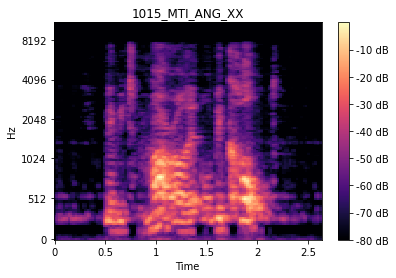 1015_MTI_ANG_XX
8192
4096
2048
1024
512
0
Hz
0 0.5 1 1.5 2 2.5
Time
-10 dB
-20 dB
-30 dB
-40 dB
-50 dB
-60 dB
-70 dB
-80 dB